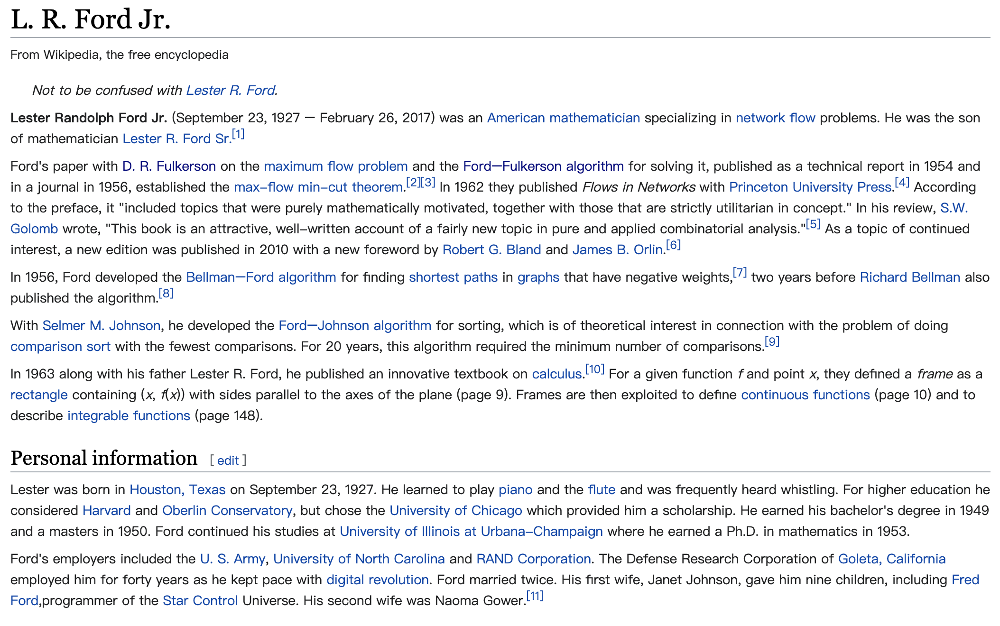 L. R. Ford Jr.
From Wikipedia, the free encyclopedia
Not to be confused with Lester R. Ford.
Lester Randolph Ford Jr. (September 23, 1927 – February 26, 2017) was an American mathematician specializing in network flow problems. He was the son
of mathematician Lester R. Ford Sr.[1]
Ford's paper with D. R. Fulkerson on the maximum flow problem and the Ford–Fulkerson algorithm for solving it, published as a technical report in 1954 and
in a journal in 1956, established the max-flow min-cut theorem.[2][3] In 1962 they published Flows in Networks with Princeton University Press.[4] According
to the preface, it "included topics that were purely mathematically motivated, together with those that are strictly utilitarian in concept." In his review, S.W.
Golomb wrote, "This book is an attractive, well-written account of a fairly new topic in pure and applied combinatorial analysis."[5] As a topic of continued
interest, a new edition was published in 2010 with a new foreword by Robert G. Bland and James B. Orlin.[6]
In 1956, Ford developed the Bellman–Ford algorithm for finding shortest paths in graphs that have negative weights,[7] two years before Richard Bellman also
published the algorithm.[8]
With Selmer M. Johnson, he developed the Ford–Johnson algorithm for sorting, which is of theoretical interest in connection with the problem of doing
comparison sort with the fewest comparisons. For 20 years, this algorithm required the minimum number of comparisons.[9]
In 1963 along with his father Lester R. Ford, he published an innovative textbook on calculus.[10] For a given function f and point x, they defined a frame as a
rectangle containing (x, f(x)) with sides parallel to the axes of the plane (page 9). Frames are then exploited to define continuous functions (page 10) and to
describe integrable functions (page 148).
Personal information [ edit ]
Lester was born in Houston, Texas on September 23, 1927. He learned to play piano and the flute and was frequently heard whistling. For higher education he
considered Harvard and Oberlin Conservatory, but chose the University of Chicago which provided him a scholarship. He earned his bachelor's degree in 1949
and a masters in 1950. Ford continued his studies at University of Illinois at Urbana-Champaign where he earned a Ph.D. in mathematics in 1953.
Ford's employers included the U. S. Army, University of North Carolina and RAND Corporation. The Defense Research Corporation of Goleta, California
employed him for forty years as he kept pace with digital revolution. Ford married twice. His first wife, Janet Johnson, gave him nine children, including Fred
Ford,programmer of the Star Control Universe. His second wife was Naoma Gower.[11]